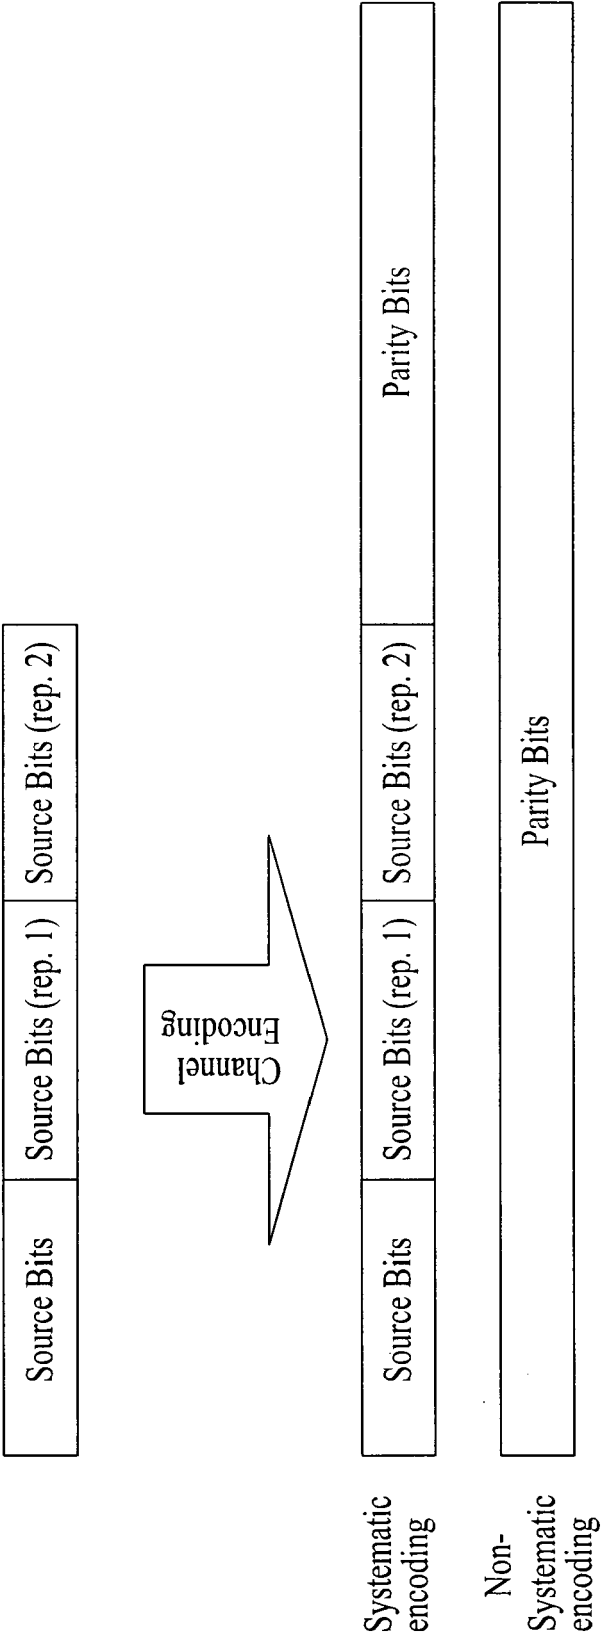 Source Bits
Source Bits (rep. 1)
Source Bits (rep. 2)
Channel
Encoding
Systematic
encoding
Source Bits
Source Bits (rep. 1)
Source Bits (rep. 2)
Parity Bits
Non-
Systematic
encoding
Parity Bits